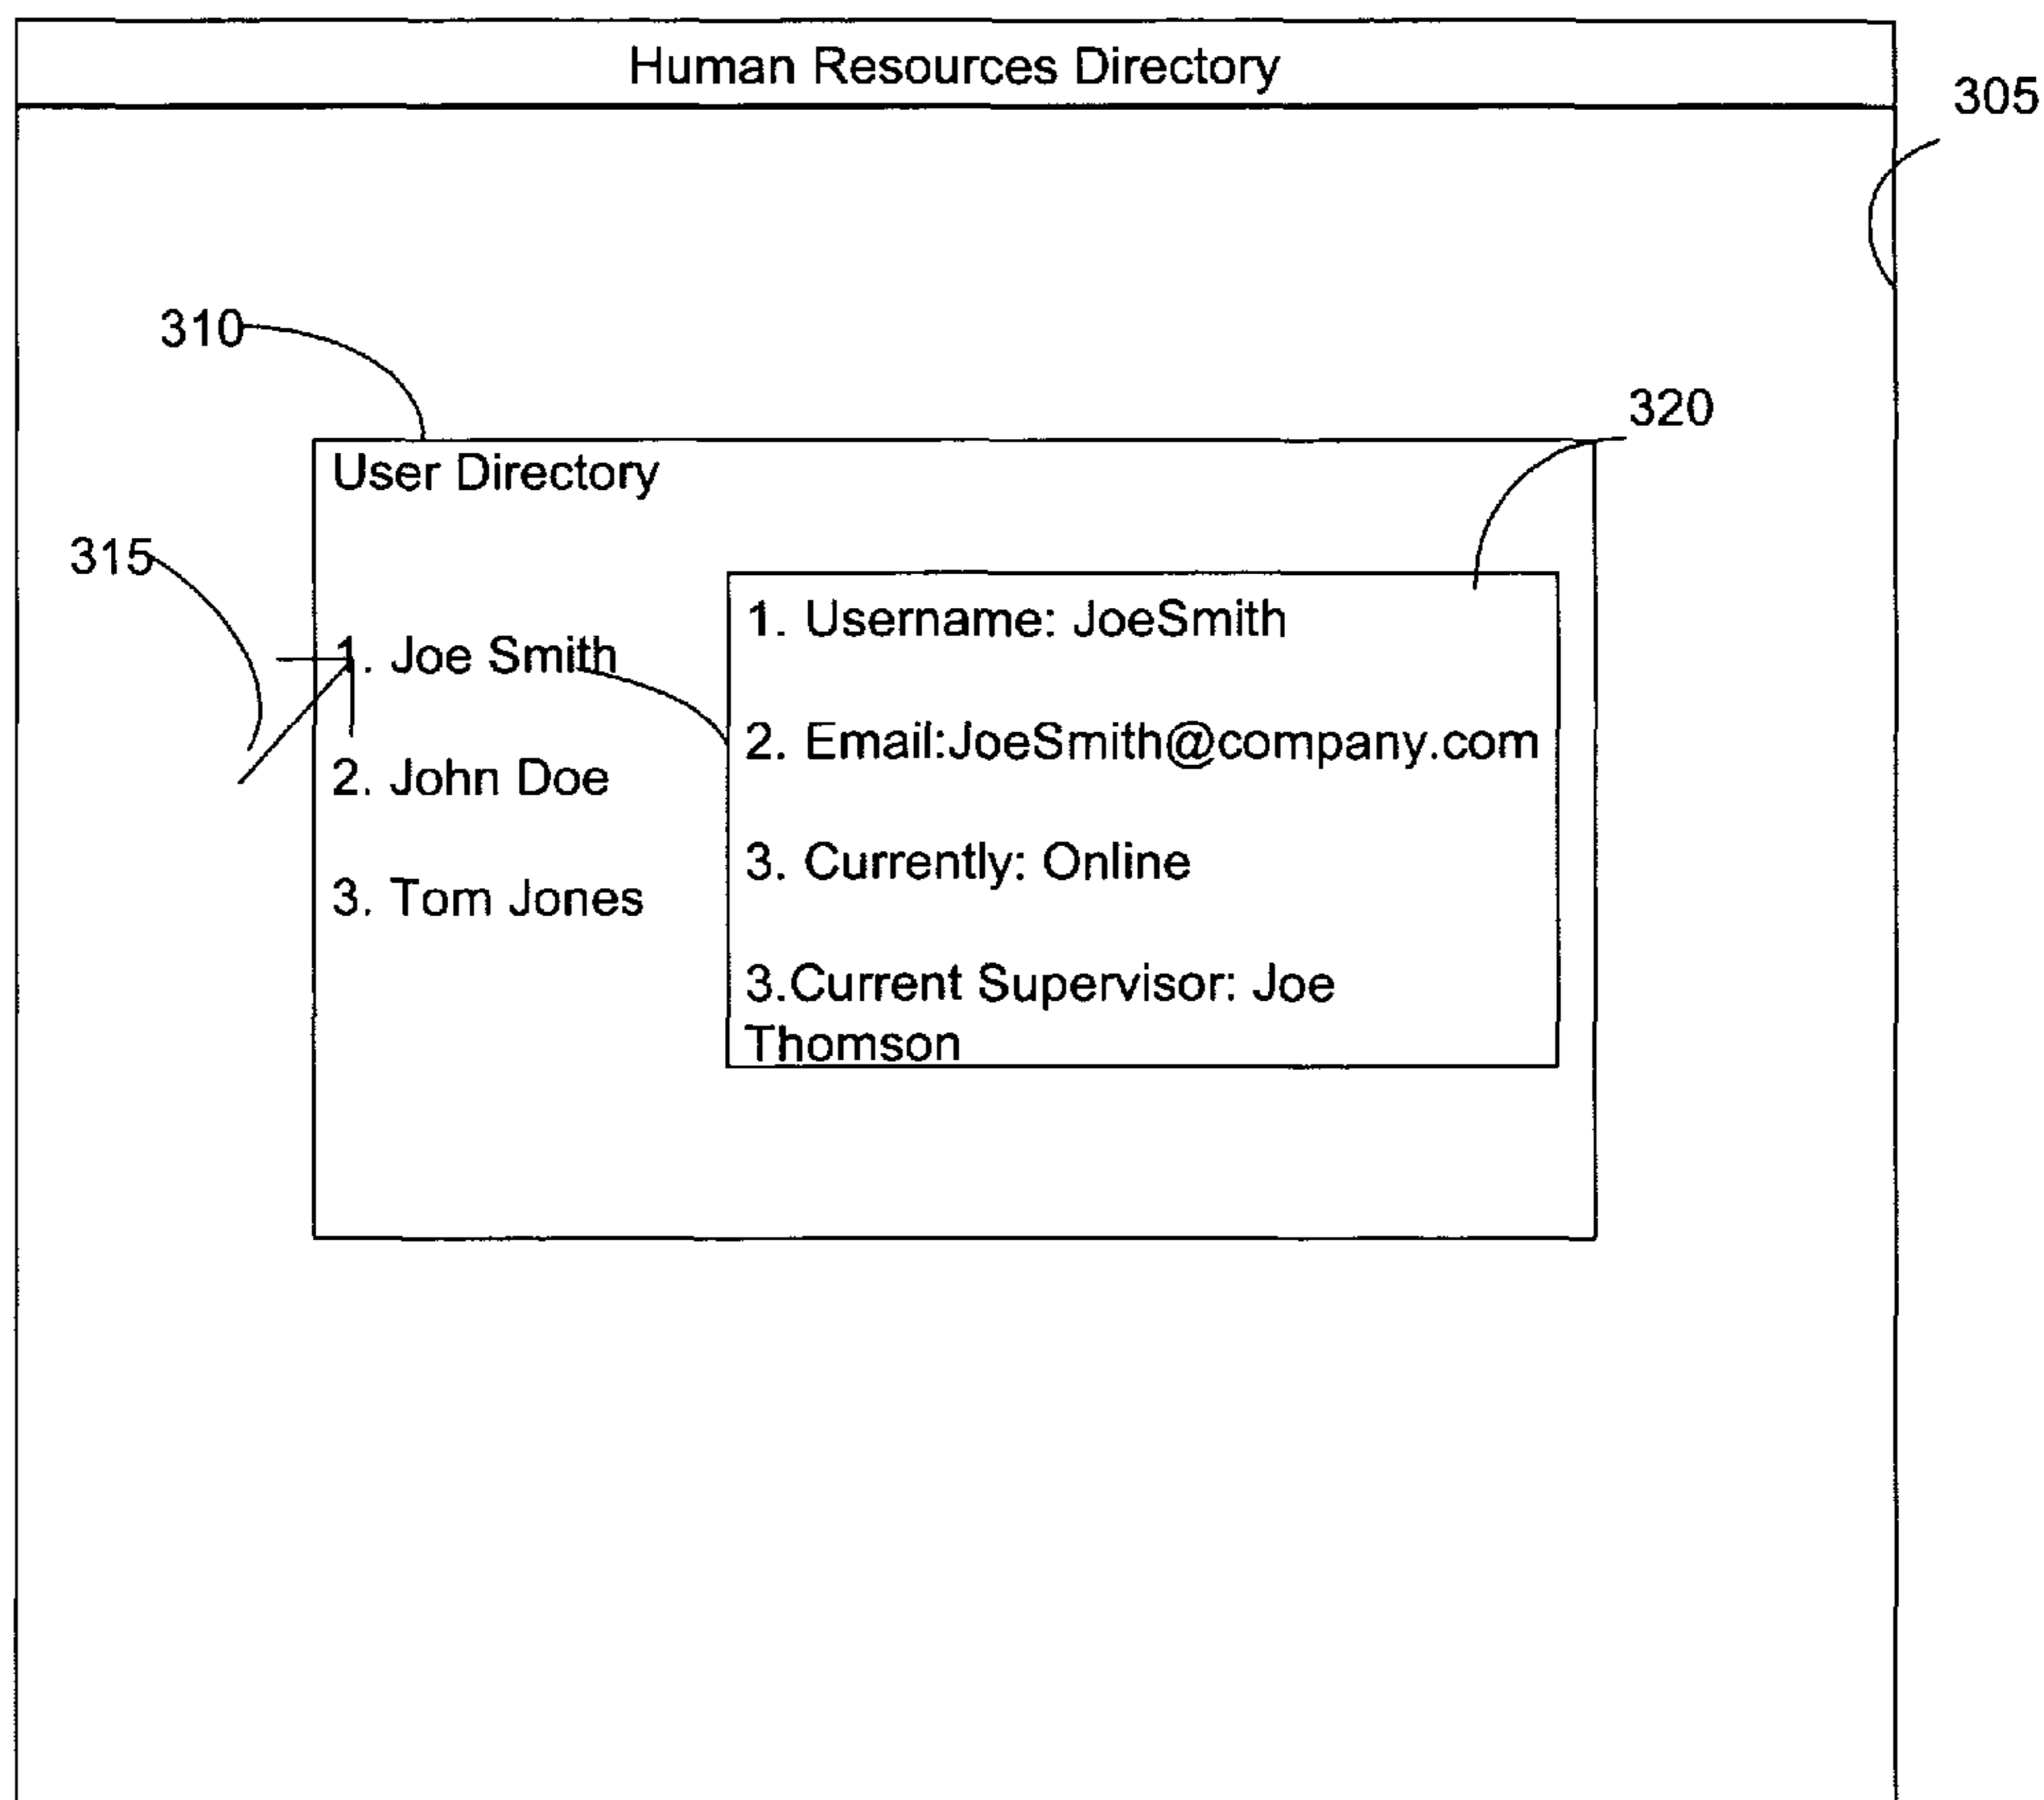 Human Resources Directory
305
310
320
User Directory
315
1. Joe Smith
2. John Doe
3. Tom Jones
1. Username: JoeSmith
2. Email:JoeSmith@company.com
3. Currently: Online
3.Current Supervisor: Joe
Thomson